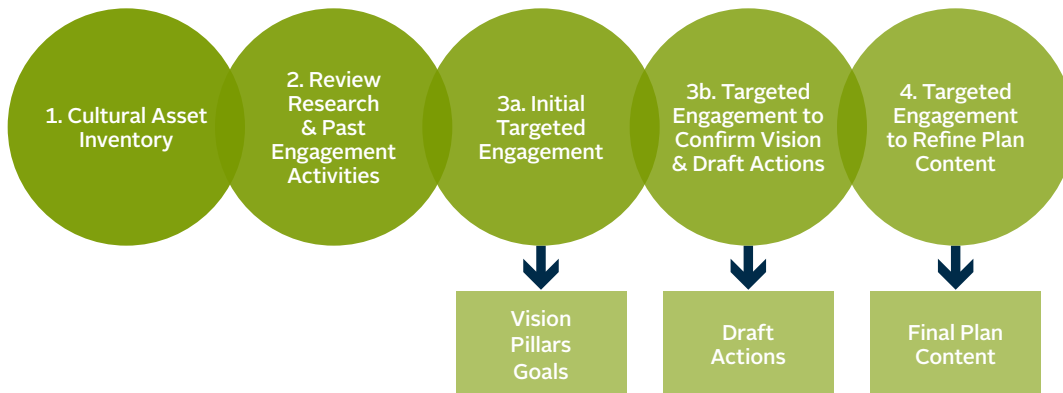 1. Cultural Asset
Inventory
2. Review
Research
& Past
Engagement
Activities
3a. Initial
Targeted
Engagement
3b. Targeted
Engagement to
Confirm Vision
& Draft Actions
4. Targeted
Engagement
to Refine Plan
Content
Vision
Pillars
Goals
Draft
Actions
Final Plan
Content